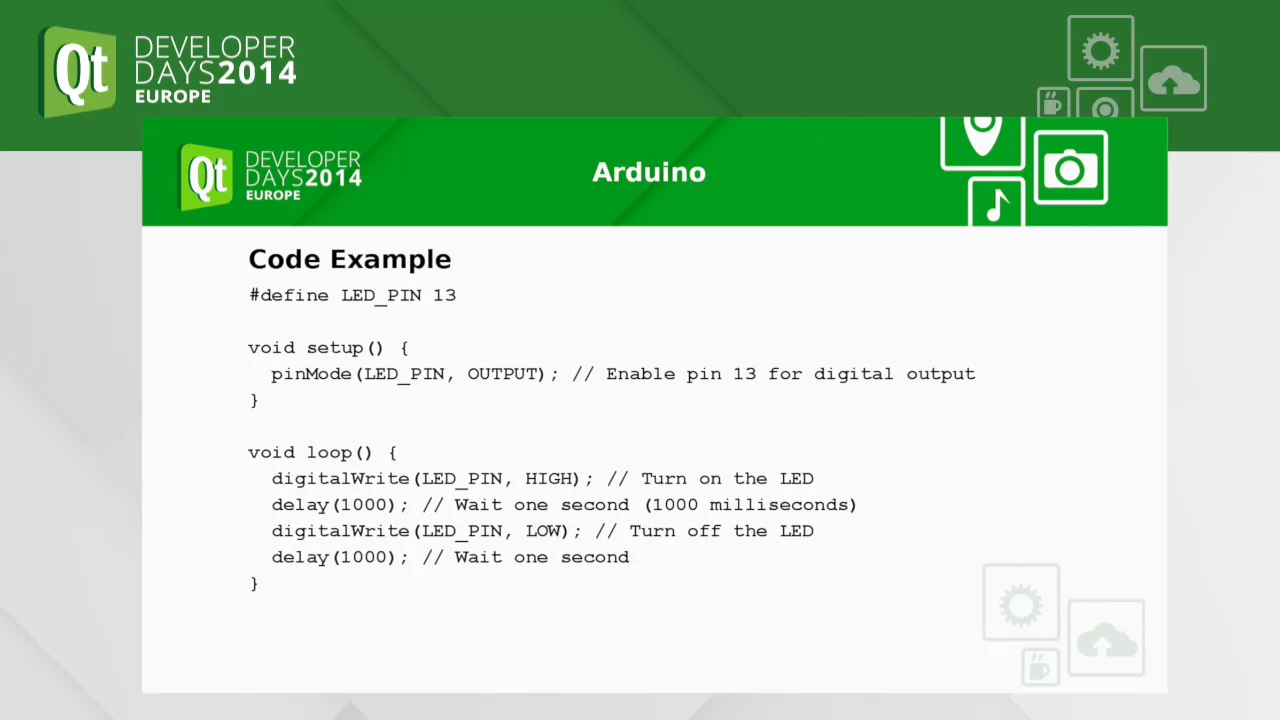 Qt DEVELOPER
DAYS2014
EUROPE
Qt DEVELOPER
DAYS2014
EUROPE
Arduino
Code Example
#define LED_PIN 13
void setup() {
  pinMode(LED_PIN, OUTPUT); // Enable pin 13 for digital output
}
void loop() {
  digitalWrite(LED_PIN, HIGH); // Turn on the LED
  delay(1000); // Wait one second (1000 milliseconds)
  digitalWrite(LED_PIN, LOW); // Turn off the LED
  delay(1000); // Wait one second
}